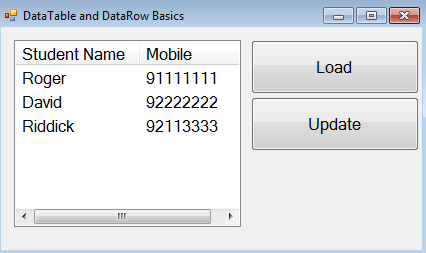 DataTable and DataRow Basics
Student Name Mobile
Roger 91111111
David 92222222
Riddick 92113333
Load
Update